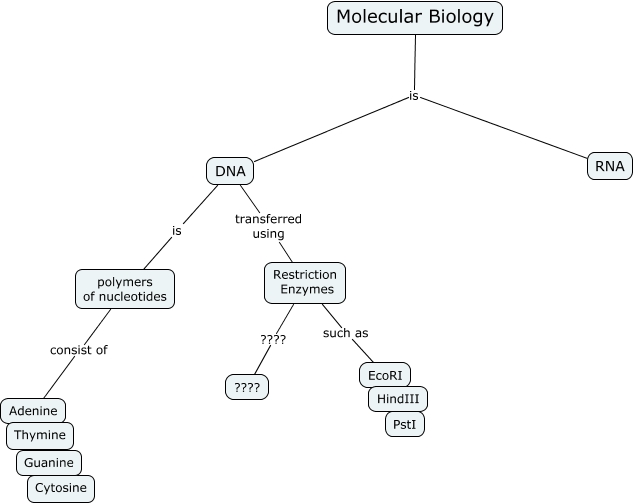 Molecular Biology
is
DNA
RNA
transferred
using
is
Restriction
Enzymes
polymers
of nucleotides
????
such as
consist of
EcoRI
????
HindIII
Adenine
PstI
Thymine
Guanine
Cytosine